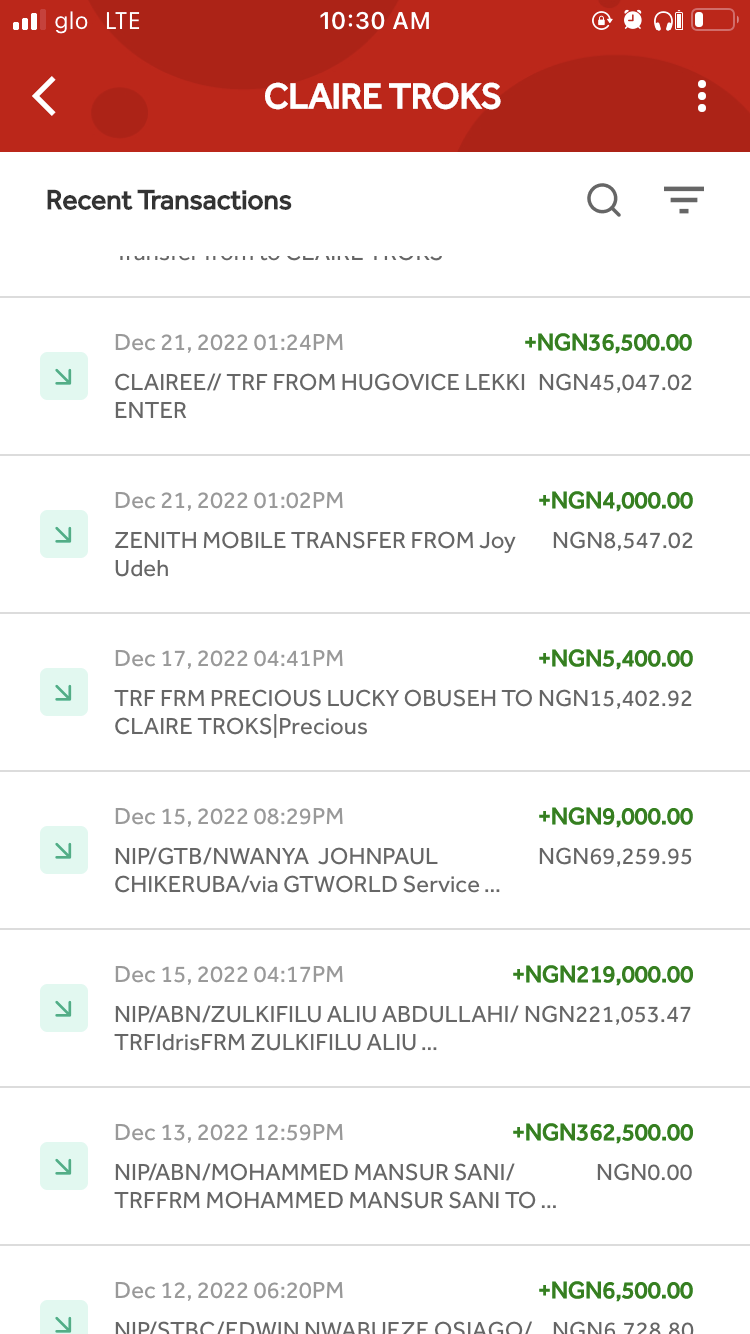 glo LTE 10:30 AM
CLAIRE TROKS
Recent Transactions
Transfer from to CLAIRE TROKS
Dec 21, 2022 01:24PM +NGN36,500.00
CLAIREE// TRF FROM HUGOVICE LEKKI NGN45,047.02
ENTER
Dec 21, 2022 01:02PM +NGN4,000.00
ZENITH MOBILE TRANSFER FROM Joy NGN8,547.02
Udeh
Dec 17, 2022 04:41PM +NGN5,400.00
TRF FRM PRECIOUS LUCKY OBUSEH TO NGN15,402.92
CLAIRE TROKS|Precious
Dec 15, 2022 08:29PM +NGN9,000.00
NIP/GTB/NWANYA JOHNPAUL NGN69,259.95
CHIKERUBA/via GTWORLD Service ...
Dec 15, 2022 04:17PM +NGN219,000.00
NIP/ABN/ZULKIFILU ALIU ABDULLAHI/ NGN221,053.47
TRFIdrisFRM ZULKIFILU ALIU ...
Dec 13, 2022 12:59PM +NGN362,500.00
NIP/ABN/MOHAMMED MANSUR SANI/ NGN0.00
TRFFRM MOHAMMED MANSUR SANI TO ...
Dec 12, 2022 06:20PM +NGN6,500.00
NIP/STBC/EDWIN NWABUEZE OSIAGO/ NGN6,728.80